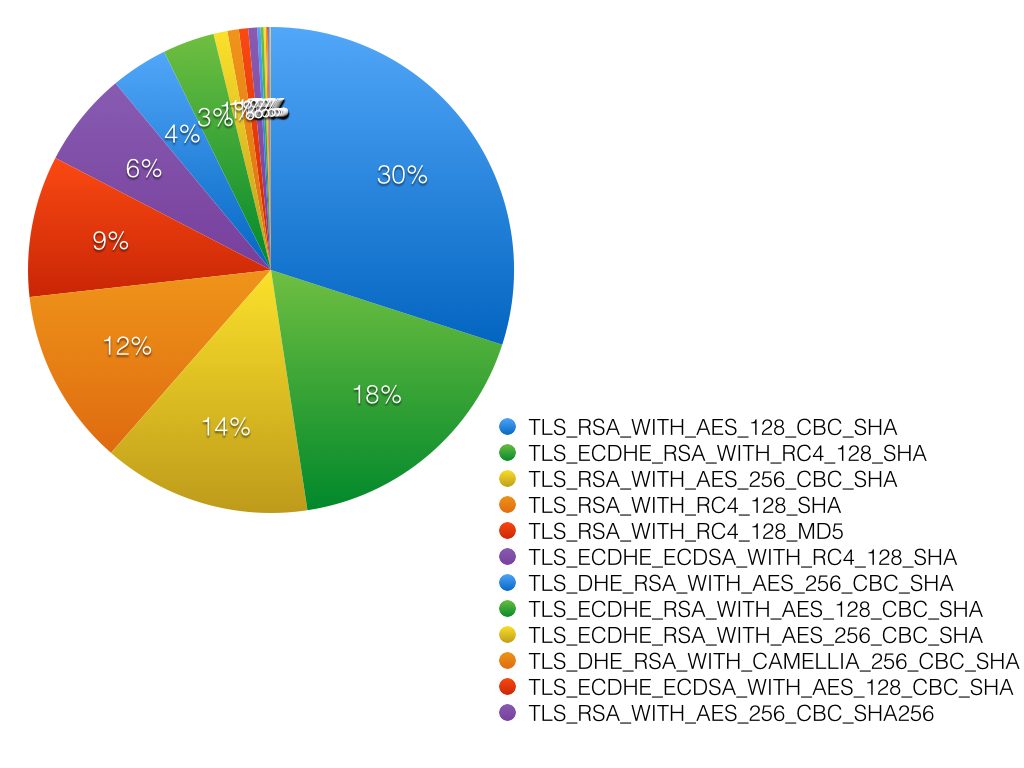 30%
18%
14%
12%
9%
6%
4%
3%
1%
TLS_RSA_WITH_AES_128_CBC_SHA
TLS_ECDHE_RSA_WITH_RC4_128_SHA
TLS_RSA_WITH_AES_256_CBC_SHA
TLS_RSA_WITH_RC4_128_SHA
TLS_RSA_WITH_RC4_128_MD5
TLS_ECDHE_ECDSA_WITH_RC4_128_SHA
TLS_DHE_RSA_WITH_AES_256_CBC_SHA
TLS_ECDHE_RSA_WITH_AES_128_CBC_SHA
TLS_ECDHE_RSA_WITH_AES_256_CBC_SHA
TLS_DHE_RSA_WITH_CAMELLIA_256_CBC_SHA
TLS_ECDHE_ECDSA_WITH_AES_128_CBC_SHA
TLS_RSA_WITH_AES_256_CBC_SHA256